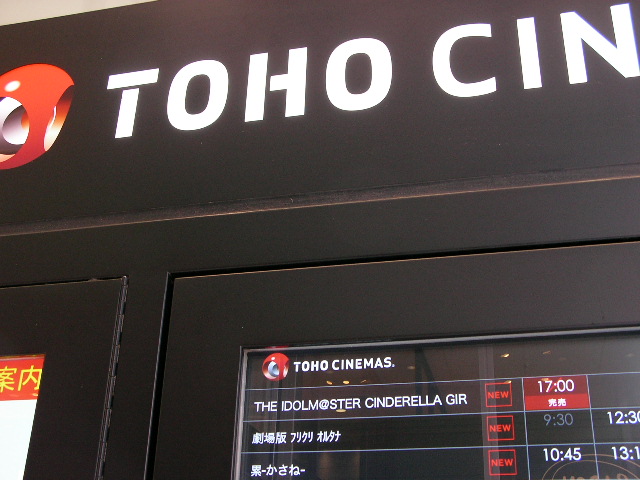 TOHO CIN
案内
TOHO CINEMAS
THE IDOLM@STER CINDERELLA GIR NEW 17:00 完売
劇場版 フリクリ オルタナ NEW 9:30 12:30
累-かさね- NEW 10:45 13:1